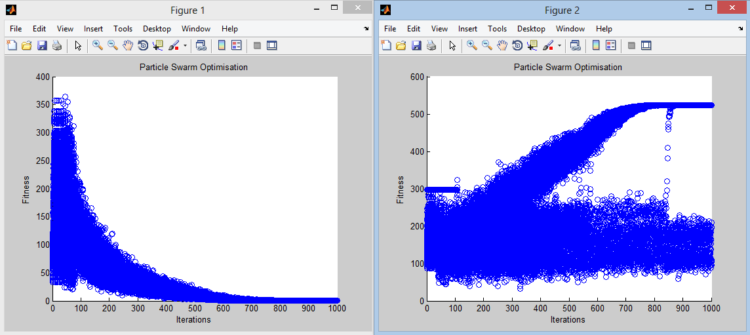 Figure 1
File Edit View Insert Tools Desktop Window Help
Particle Swarm Optimisation
400
350
300
250
200
150
100
50
0
Fitness
0 100 200 300 400 500 600 700 800 900 1000
Iterations
Figure 2
File Edit View Insert Tools Desktop Window Help
Particle Swarm Optimisation
600
500
400
300
200
100
0
Fitness
0 100 200 300 400 500 600 700 800 900 1000
Iterations